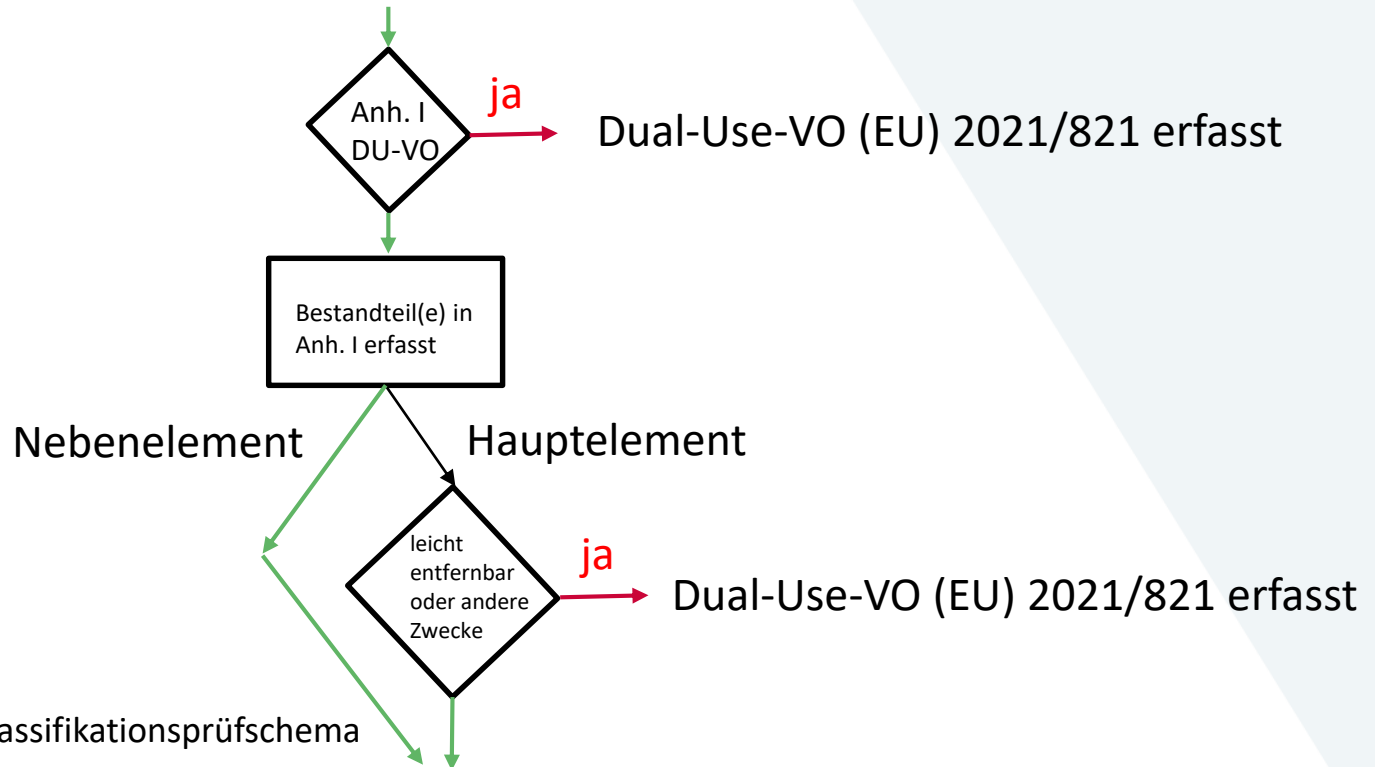 Anh. I
DU-VO
ja
Dual-Use-VO (EU) 2021/821 erfasst
Bestandteil(e) in
Anh. I erfasst
Nebenelement
Hauptelement
leicht
entfernbar
oder andere
Zwecke
ja
Dual-Use-VO (EU) 2021/821 erfasst
assifikationsprüfschema